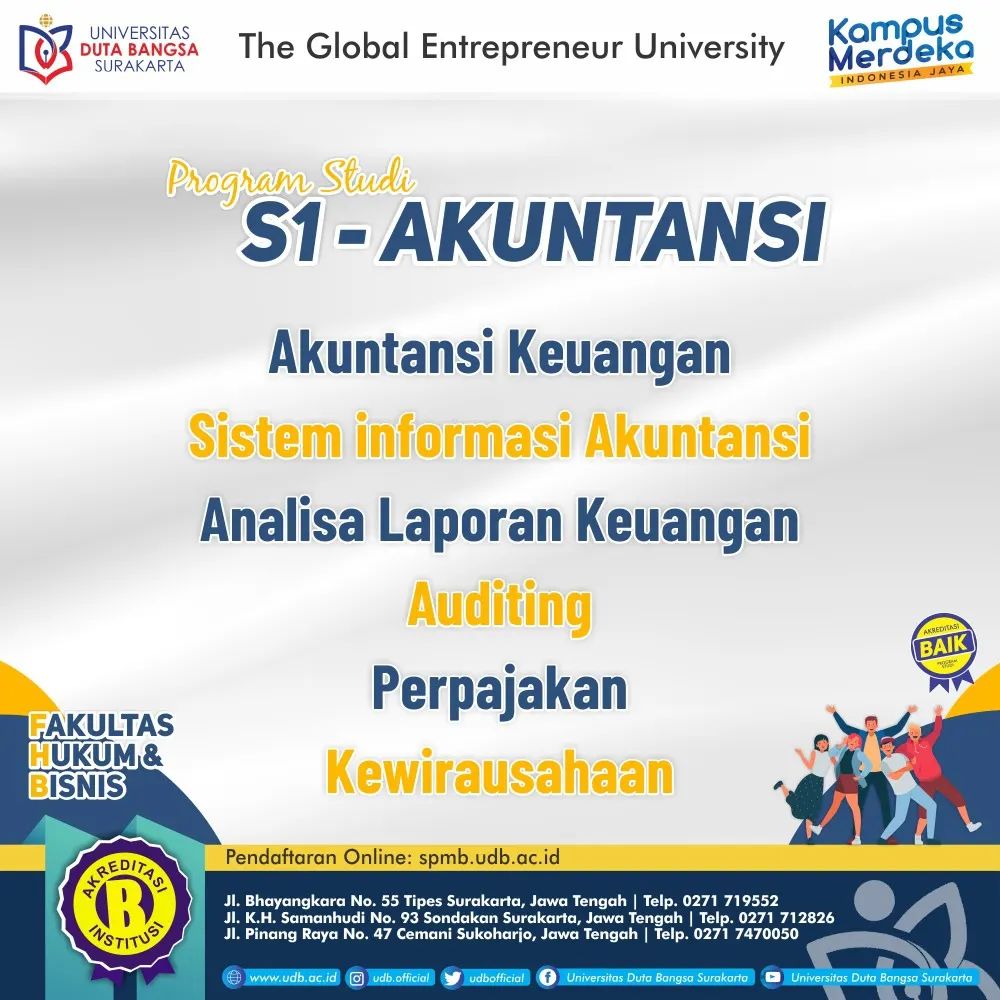 UNIVERSITAS
DUTA BANGSA
SURAKARTA
The Global Entrepreneur University
Kampus
Merdeka
INDONESIA JAYA
Program Studi
S1 - AKUNTANSI
Akuntansi Keuangan
Sistem informasi Akuntansi
Analisa Laporan Keuangan
Auditing
Perpajakan
Kewirausahaan
AKREDITASI
BAIK
PROGRAM
STUDI
FAKULTAS
HUKUM &
BISNIS
AKREDITASI
B
INSTITUSI
Pendaftaran Online: spmb.udb.ac.id
Jl. Bhayangkara No. 55 Tipes Surakarta, Jawa Tengah | Telp. 0271 719552
Jl. K.H. Samanhudi No. 93 Sondakan Surakarta, Jawa Tengah | Telp. 0271 712826
Jl. Pinang Raya No. 47 Cemani Sukoharjo, Jawa Tengah | Telp. 0271 7470050
www.udb.ac.id udb.official udbofficial Universitas Duta Bangsa Surakarta Universitas Duta Bangsa Surakarta